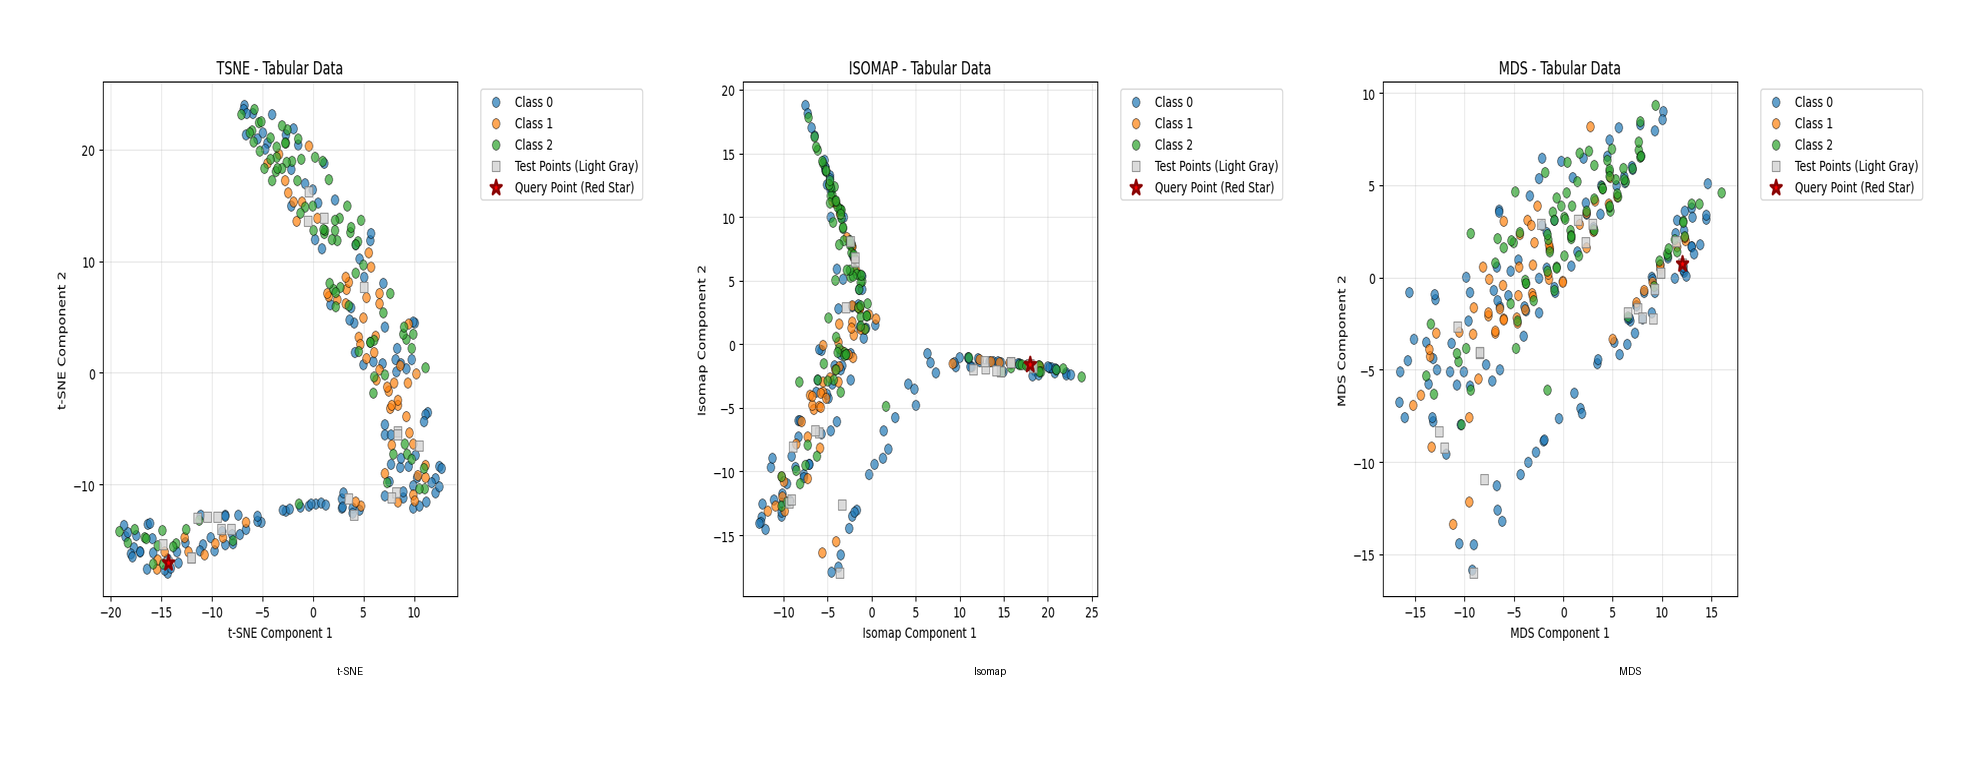 TSNE - Tabular Data
20
10
0
−10
−20
−15
−10
−5
0
5
10
t-SNE Component 2
t-SNE Component 1
Class 0
Class 1
Class 2
Test Points (Light Gray)
Query Point (Red Star)
t-SNE
ISOMAP - Tabular Data
20
15
10
5
0
−5
−10
−15
−10
−5
0
5
10
15
20
25
Isomap Component 2
Isomap Component 1
Class 0
Class 1
Class 2
Test Points (Light Gray)
Query Point (Red Star)
Isomap
MDS - Tabular Data
10
5
0
−5
−10
−15
−15
−10
−5
0
5
10
15
MDS Component 2
MDS Component 1
Class 0
Class 1
Class 2
Test Points (Light Gray)
Query Point (Red Star)
MDS